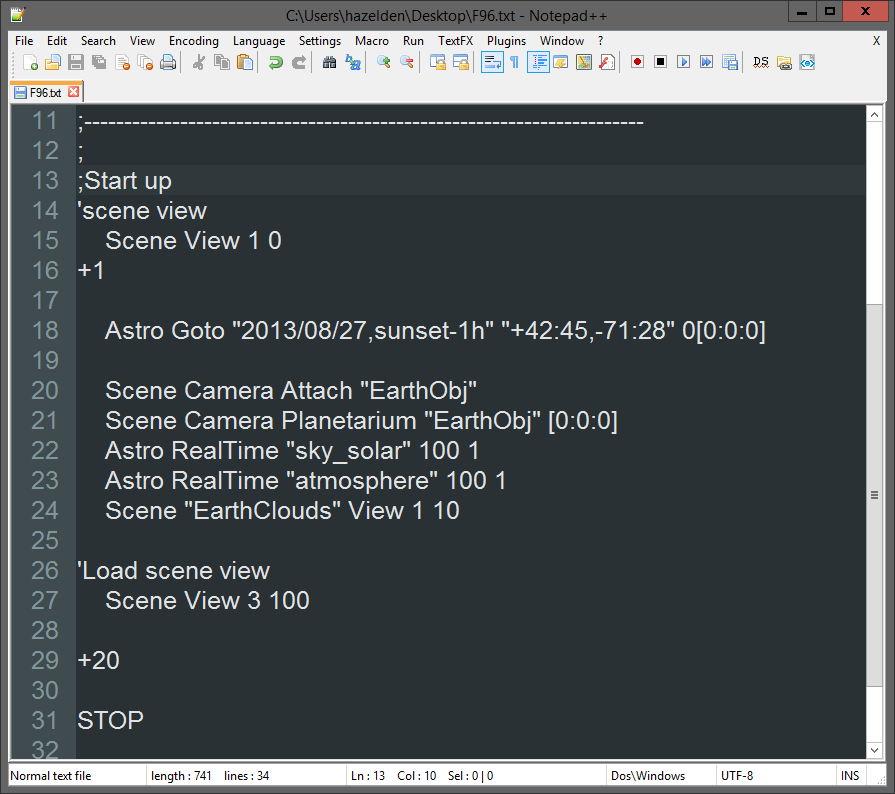 C:\Users\hazelden\Desktop\F96.txt - Notepad++
File Edit Search View Encoding Language Settings Macro Run TextFX Plugins Window ? X
DS
F96.txt
11 ;----------------------------------------------------------------------
12 ;
13 ;Start up
14 'scene view
15 Scene View 1 0
16 +1
17
18 Astro Goto "2013/08/27,sunset-1h" "+42:45,-71:28" 0[0:0:0]
19
20 Scene Camera Attach "EarthObj"
21 Scene Camera Planetarium "EarthObj" [0:0:0]
22 Astro RealTime "sky_solar" 100 1
23 Astro RealTime "atmosphere" 100 1
24 Scene "EarthClouds" View 1 10
25
26 'Load scene view
27 Scene View 3 100
28
29 +20
30
31 STOP
32
Normal text file length : 741 lines : 34 Ln : 13 Col : 10 Sel : 0 | 0 Dos\Windows UTF-8 INS